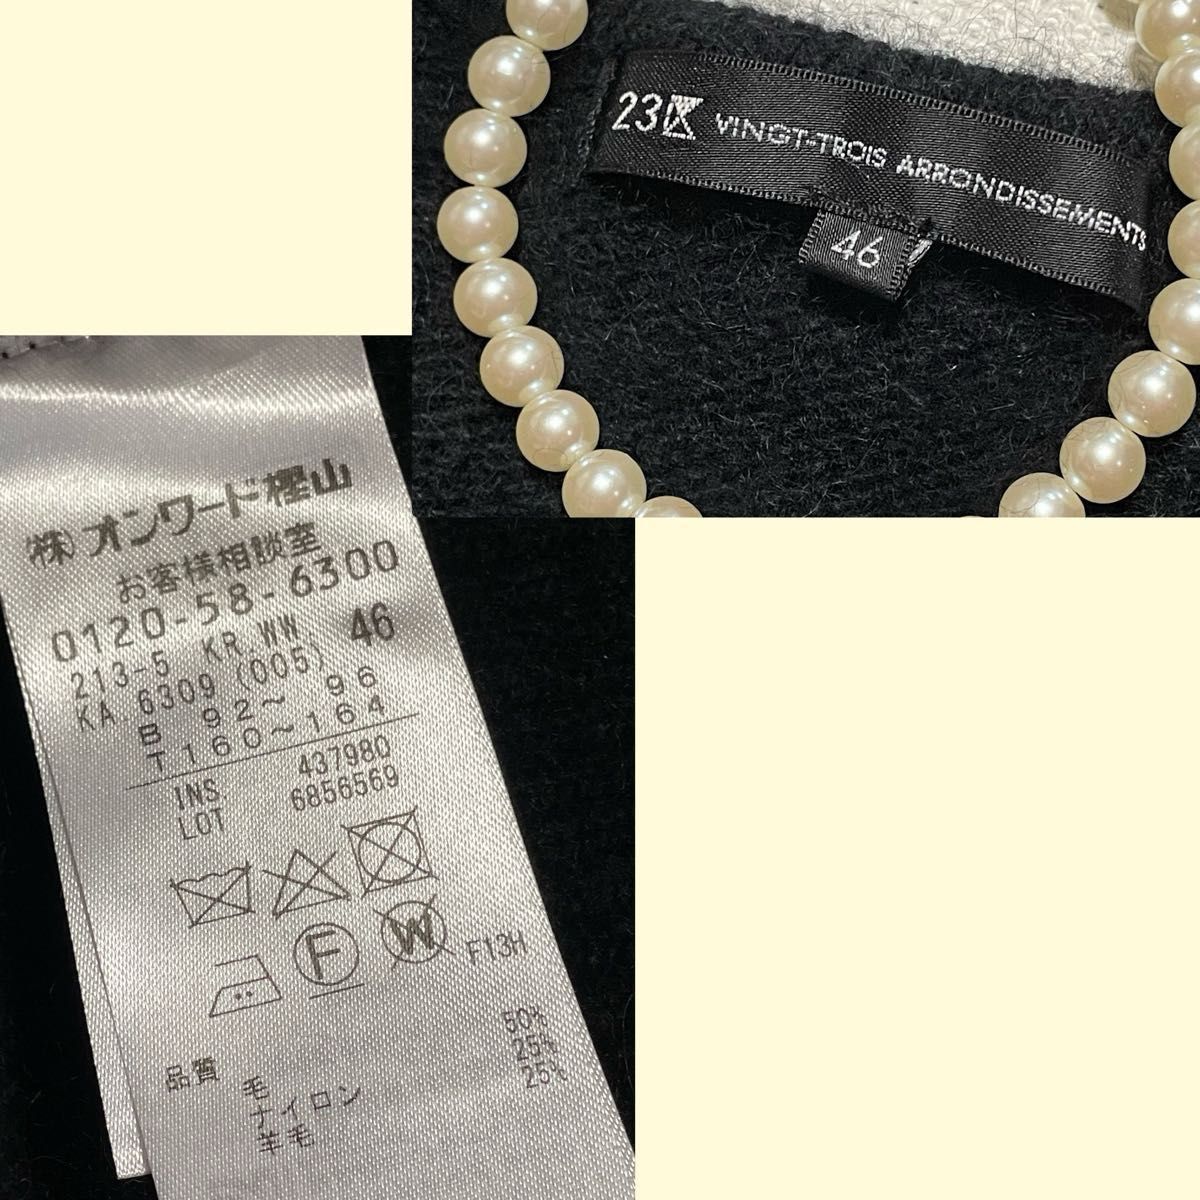 23区 VINGT-TROIS ARRONDISSEMENTS
46
㈱オンワード樫山
お客様相談室
0120-58-6300
213-5 KR.WW. 46
KA.6309 (005)
B 92～ 96
T160～164
INS. 437980
LOT 6856569
F W F13H
品質 毛 50%
ナイロン 25%
羊毛 25%